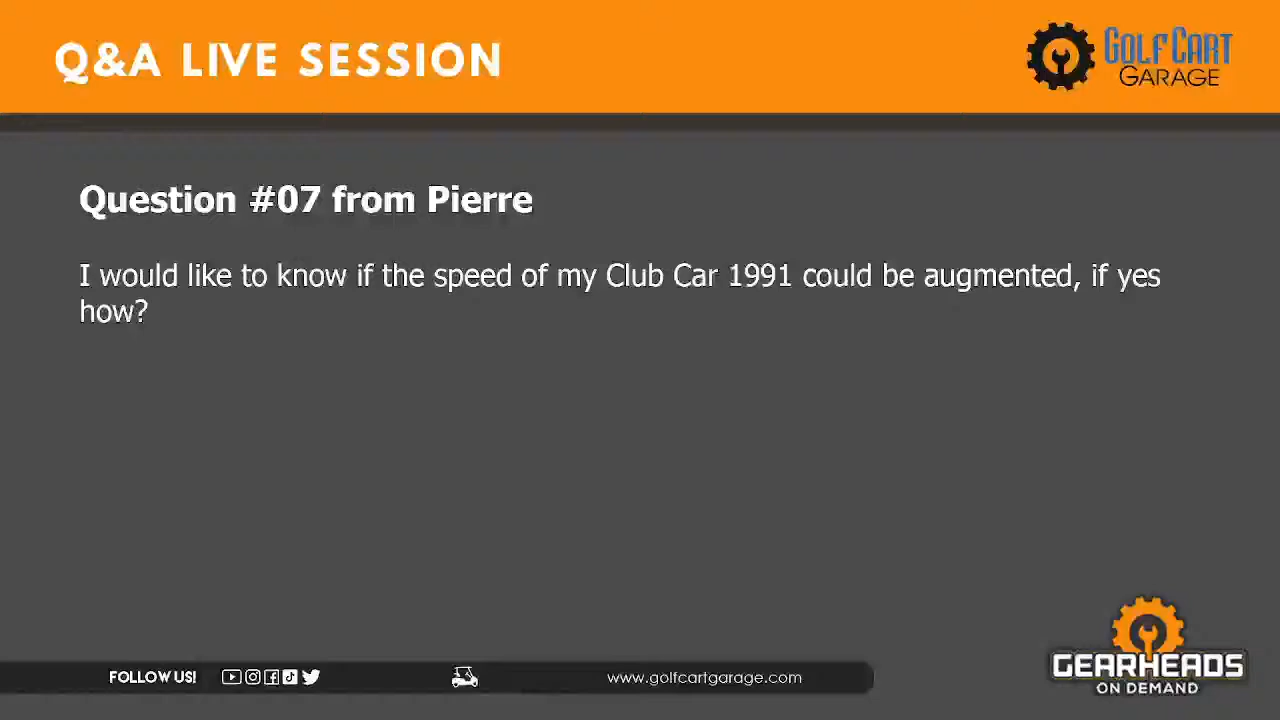 Q&A LIVE SESSION
GOLF CART
GARAGE
Question #07 from Pierre
I would like to know if the speed of my Club Car 1991 could be augmented, if yes
how?
FOLLOW US!
www.golfcartgarage.com
GEARHEADS
ON DEMAND